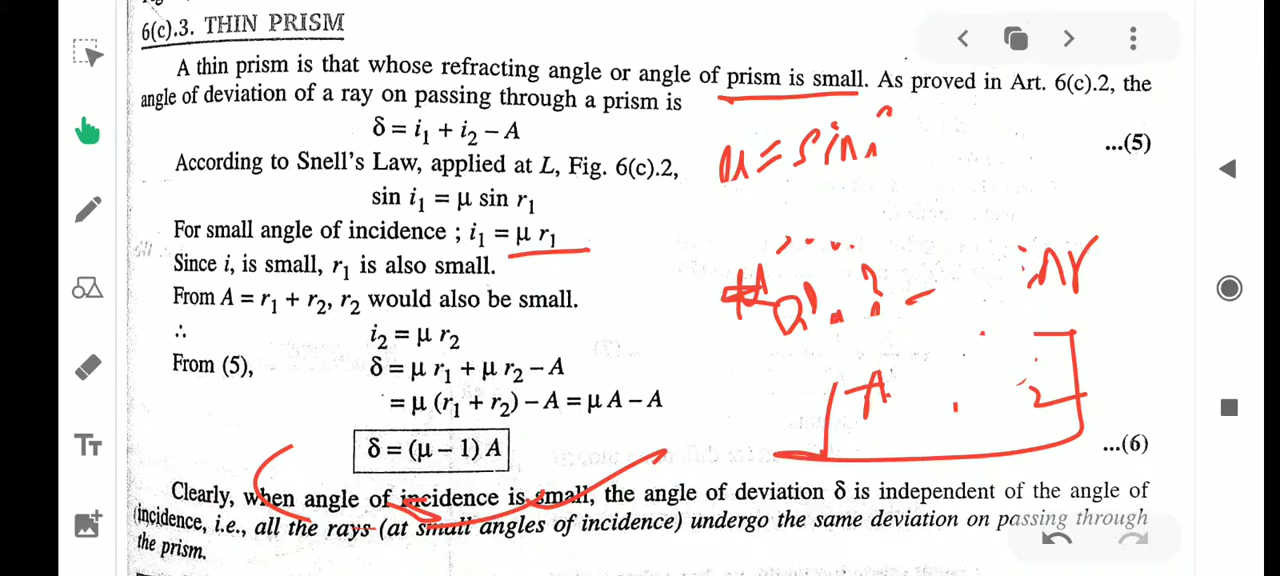 6(c).3. THIN PRISM
A thin prism is that whose refracting angle or angle of prism is small. As proved in Art. 6(c).2, the
angle of deviation of a ray on passing through a prism is
δ = i₁ + i₂ – A ...(5)
According to Snell's Law, applied at L, Fig. 6(c).2,
sin i₁ = μ sin r₁
For small angle of incidence ; i₁ = μ r₁
Since i, is small, r₁ is also small.
From A = r₁ + r₂, r₂ would also be small.
∴ i₂ = μ r₂
From (5), δ = μ r₁ + μ r₂ – A
= μ (r₁ + r₂) – A = μ A – A
δ = (μ – 1) A ...(6)
Clearly, when angle of incidence is small, the angle of deviation δ is independent of the angle of
incidence, i.e., all the rays (at small angles of incidence) undergo the same deviation on passing through
the prism.
TT